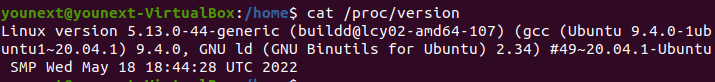 younext@younext-VirtualBox:/home$ cat /proc/version
Linux version 5.13.0-44-generic (buildd@lcy02-amd64-107) (gcc (Ubuntu 9.4.0-1ub
untu1~20.04.1) 9.4.0, GNU ld (GNU Binutils for Ubuntu) 2.34) #49~20.04.1-Ubuntu
 SMP Wed May 18 18:44:28 UTC 2022